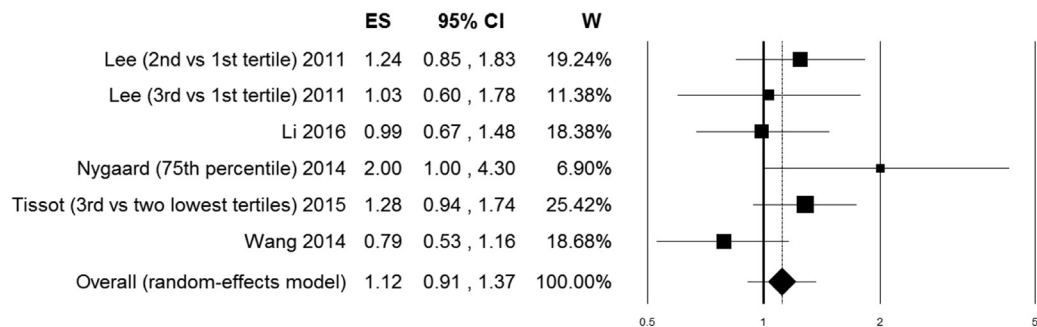 ES 95% CI W
Lee (2nd vs 1st tertile) 2011 1.24 0.85 , 1.83 19.24%
Lee (3rd vs 1st tertile) 2011 1.03 0.60 , 1.78 11.38%
Li 2016 0.99 0.67 , 1.48 18.38%
Nygaard (75th percentile) 2014 2.00 1.00 , 4.30 6.90%
Tissot (3rd vs two lowest tertiles) 2015 1.28 0.94 , 1.74 25.42%
Wang 2014 0.79 0.53 , 1.16 18.68%
Overall (random-effects model) 1.12 0.91 , 1.37 100.00%
0.5 1 2 5